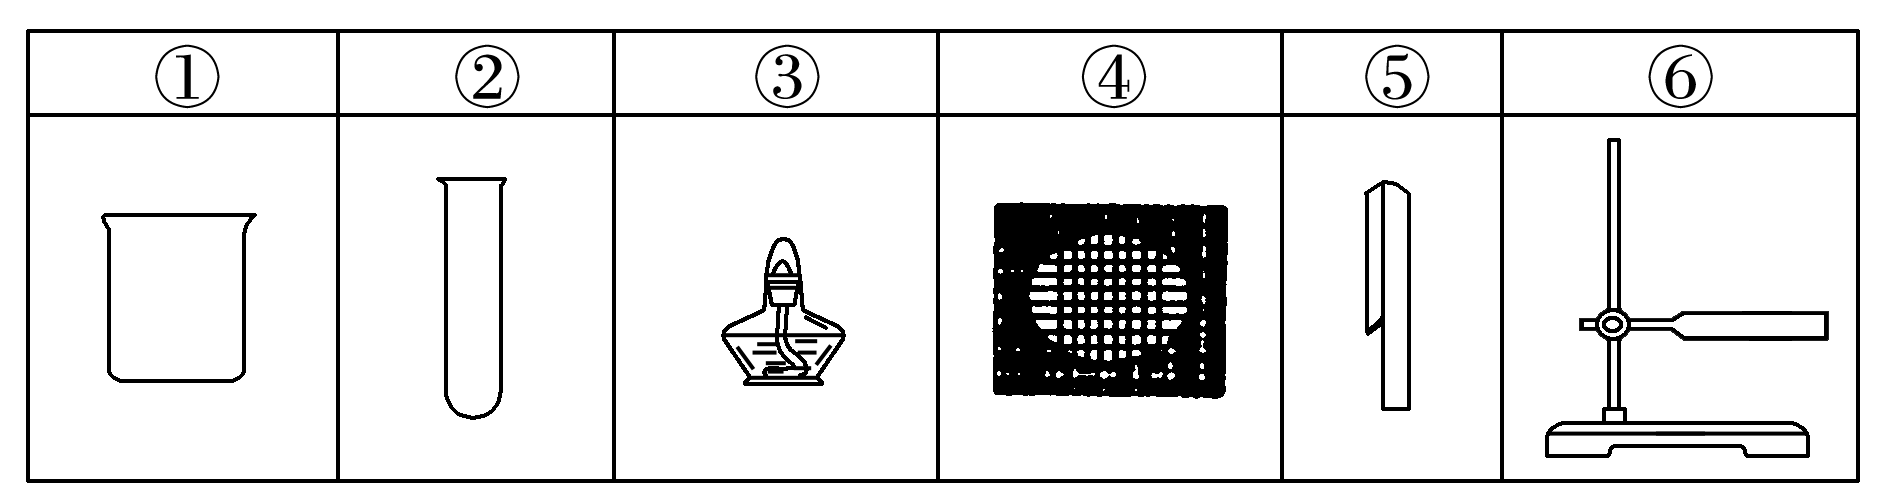 ① ② ③ ④ ⑤ ⑥